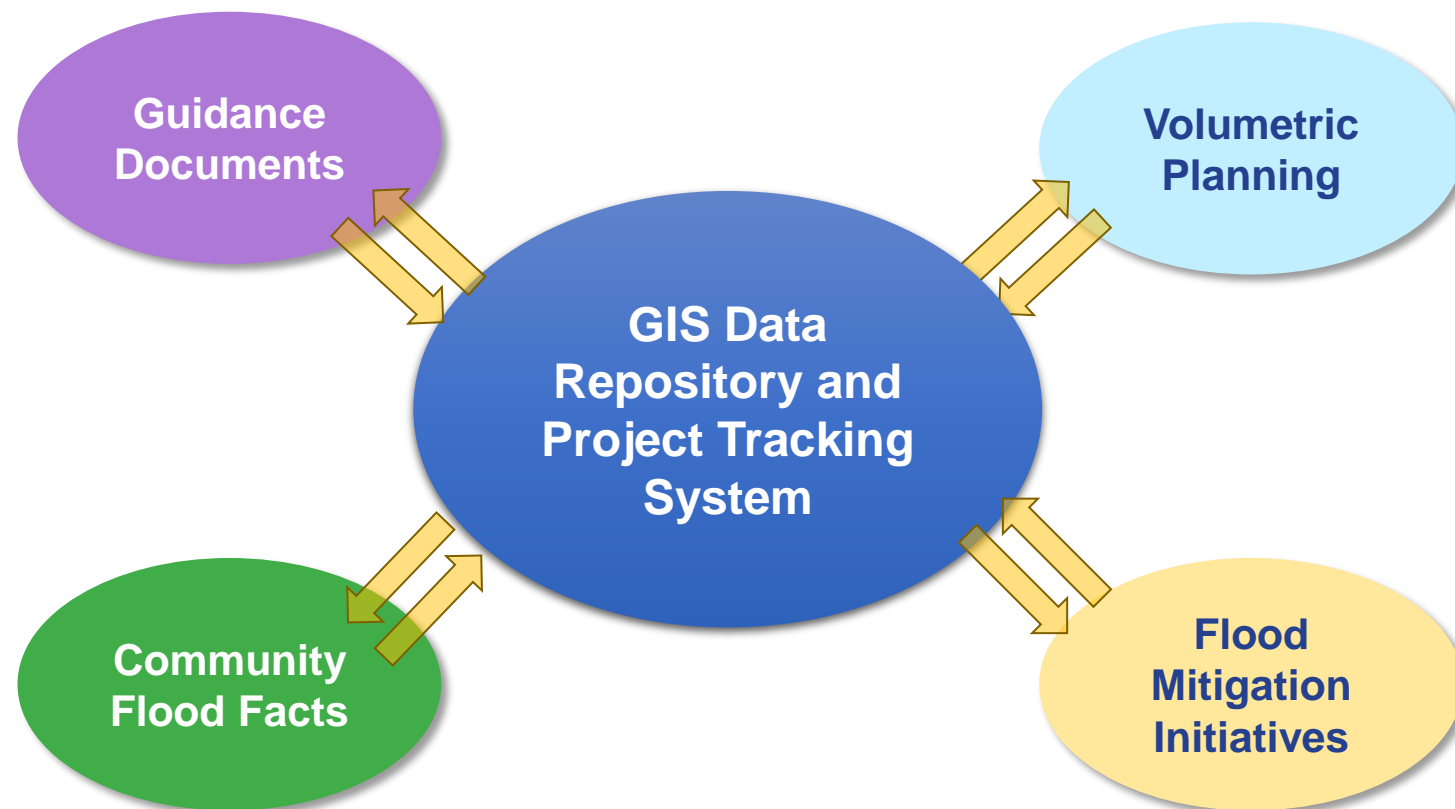 Guidance
Documents
Volumetric
Planning
GIS Data
Repository and
Project Tracking
System
Community
Flood Facts
Flood
Mitigation
Initiatives